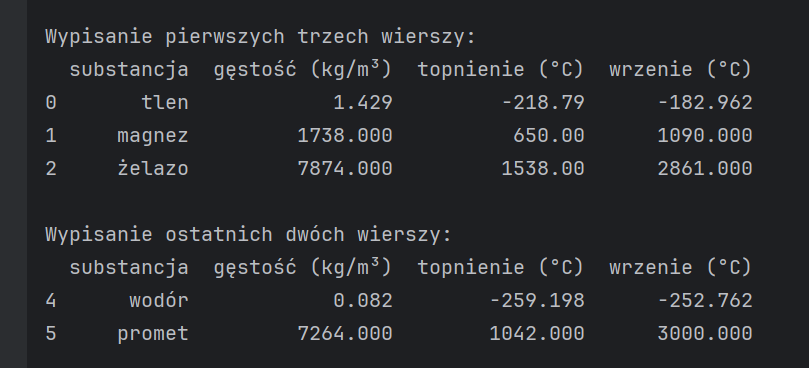 Wypisanie pierwszych trzech wierszy:
  substancja  gęstość (kg/m³)  topnienie (°C)  wrzenie (°C)
0       tlen            1.429         -218.79      -182.962
1     magnez         1738.000          650.00      1090.000
2     żelazo         7874.000         1538.00      2861.000

Wypisanie ostatnich dwóch wierszy:
  substancja  gęstość (kg/m³)  topnienie (°C)  wrzenie (°C)
4      wodór            0.082        -259.198      -252.762
5     promet         7264.000        1042.000      3000.000